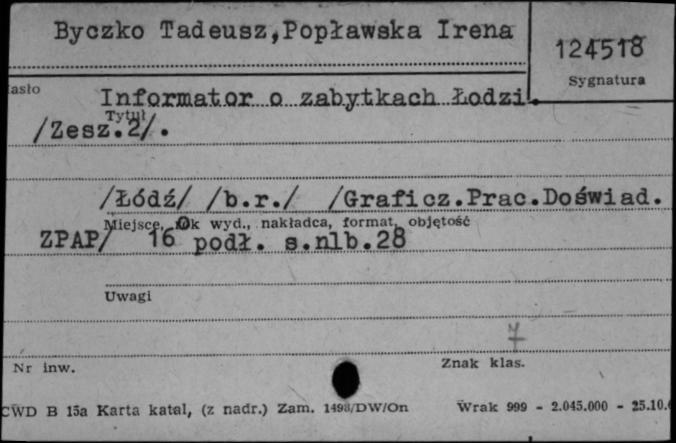 Byczko Tadeusz,Popławska Irena
124518
Sygnatura
asło
Informator o zabytkach Łodzi.
Tytuł
/Zesz.2/.
/Łódź/ /b.r./ /Graficz.Prac.Doświad.
Miejsce, rok wyd., nakładca, format, objętość
ZPAP/ 16° podł. s.nlb.28
Uwagi
Nr inw.
Znak klas.
CWD B 15a Karta katal, (z nadr.) Zam. 1498/DW/On Wrak 999 - 2.045.000 - 25.10.